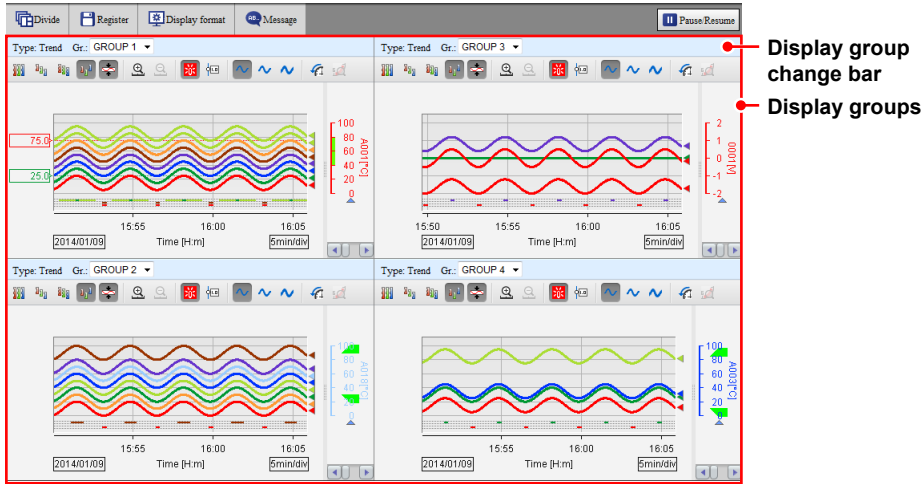 Divide Register Display format Message Pause/Resume
Type: Trend Gr.: GROUP 1
75.0
25.0
100
80
60
40
20
0
A001[°C]
15:55 16:00 16:05
2014/01/09 Time [H:m] 5min/div
Type: Trend Gr.: GROUP 3
2
1
0
-1
-2
0001[V]
15:50 15:55 16:00 16:05
2014/01/09 Time [H:m] 5min/div
Type: Trend Gr.: GROUP 2
100
80
60
40
20
0
A018[°C]
15:55 16:00 16:05
2014/01/09 Time [H:m] 5min/div
Type: Trend Gr.: GROUP 4
100
80
60
40
20
0
A003[°C]
15:55 16:00 16:05
2014/01/09 Time [H:m] 5min/div
Display group
change bar
Display groups